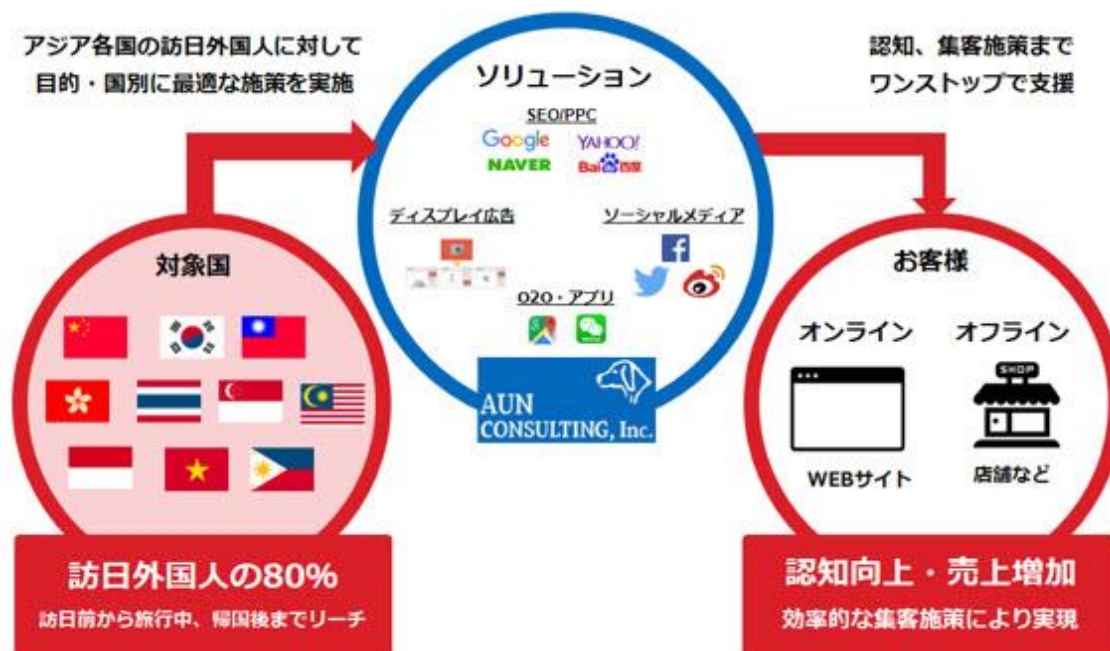 アジア各国の訪日外国人に対して
目的・国別に最適な施策を実施
ソリューション
SEO/PPC
Google
YAHOO!
NAVER
Bai百度
ディスプレイ広告
ソーシャルメディア
O2O・アプリ
AUN
CONSULTING, Inc.
認知、集客施策まで
ワンストップで支援
対象国
訪日外国人の80%
訪日前から旅行中、帰国後までリーチ
お客様
オンライン
オフライン
SHOP
WEBサイト
店舗など
認知向上・売上増加
効率的な集客施策により実現